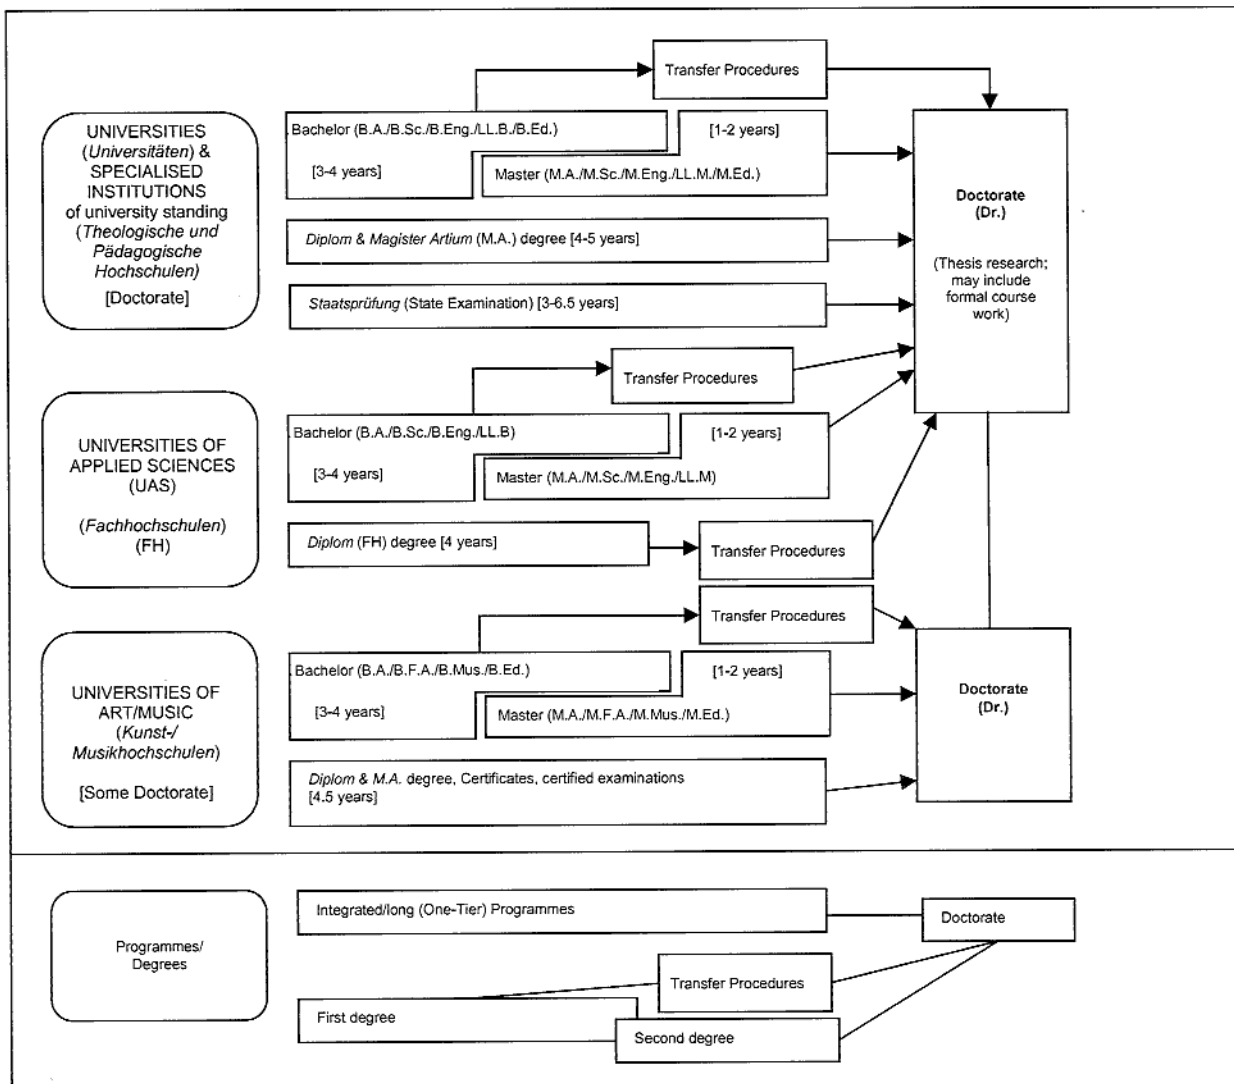 Transfer Procedures
UNIVERSITIES
(Universitäten) &
SPECIALISED
INSTITUTIONS
of university standing
(Theologische und
Pädagogische
Hochschulen)
[Doctorate]
Bachelor (B.A./B.Sc./B.Eng./LL.B./B.Ed.)
[1-2 years]
[3-4 years]
Master (M.A./M.Sc./M.Eng./LL.M./M.Ed.)
Diplom & Magister Artium (M.A.) degree [4-5 years]
Staatsprüfung (State Examination) [3-6.5 years]
Doctorate
(Dr.)
(Thesis research;
may include
formal course
work)
Transfer Procedures
UNIVERSITIES OF
APPLIED SCIENCES
(UAS)
(Fachhochschulen)
(FH)
Bachelor (B.A./B.Sc./B.Eng./LL.B)
[1-2 years]
[3-4 years]
Master (M.A./M.Sc./M.Eng./LL.M)
Diplom (FH) degree [4 years]
Transfer Procedures
Transfer Procedures
UNIVERSITIES OF
ART/MUSIC
(Kunst-/
Musikhochschulen)
[Some Doctorate]
Bachelor (B.A./B.F.A./B.Mus./B.Ed.)
[1-2 years]
[3-4 years]
Master (M.A./M.F.A./M.Mus./M.Ed.)
Diplom & M.A. degree, Certificates, certified examinations
[4.5 years]
Doctorate
(Dr.)
Programmes/
Degrees
Integrated/long (One-Tier) Programmes
Doctorate
Transfer Procedures
First degree
Second degree